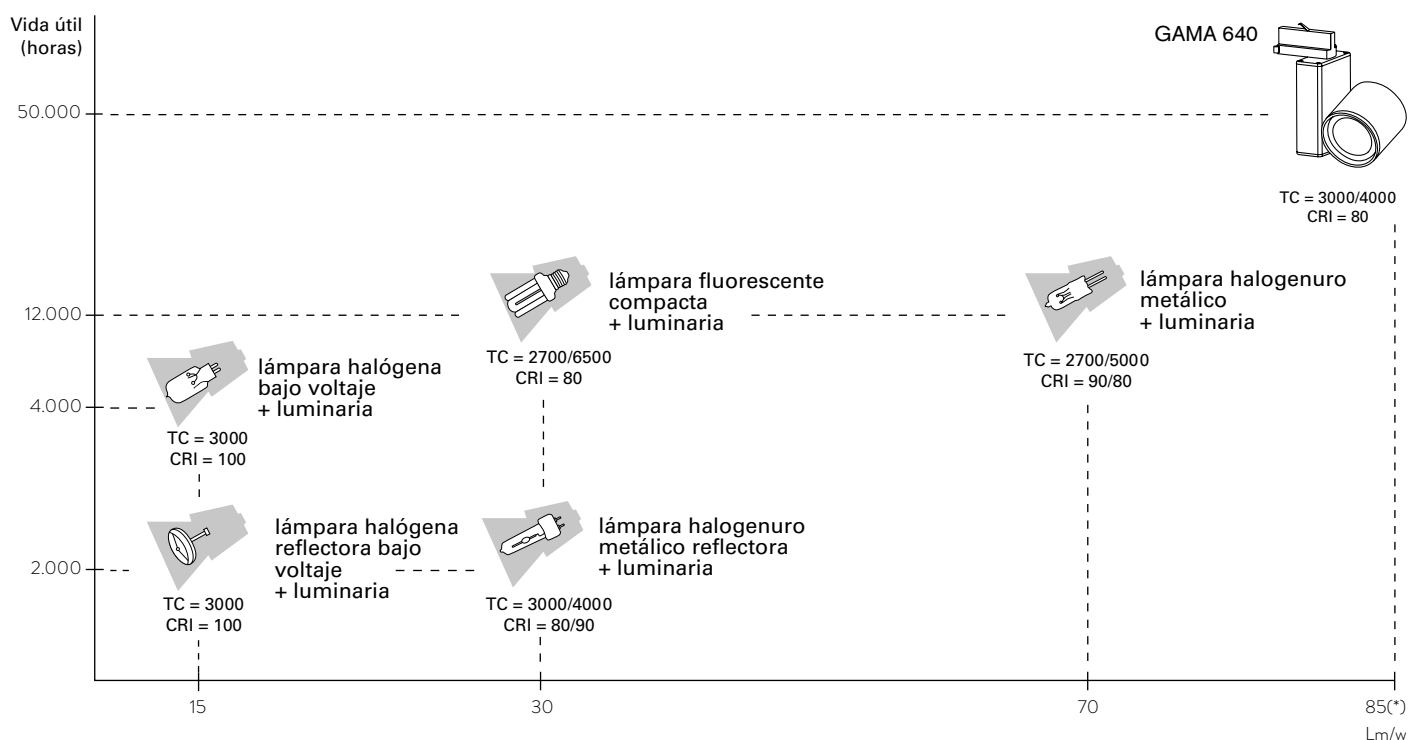 Vida útil
(horas)
GAMA 640
50.000
TC = 3000/4000
CRI = 80
lámpara fluorescente
compacta
+ luminaria
lámpara halogenuro
metálico
+ luminaria
12.000
TC = 2700/6500
CRI = 80
TC = 2700/5000
CRI = 90/80
lámpara halógena
bajo voltaje
+ luminaria
4.000
TC = 3000
CRI = 100
lámpara halógena
reflectora bajo
voltaje
+ luminaria
lámpara halogenuro
metálico reflectora
+ luminaria
2.000
TC = 3000
CRI = 100
TC = 3000/4000
CRI = 80/90
15
30
70
85(*)
Lm/w